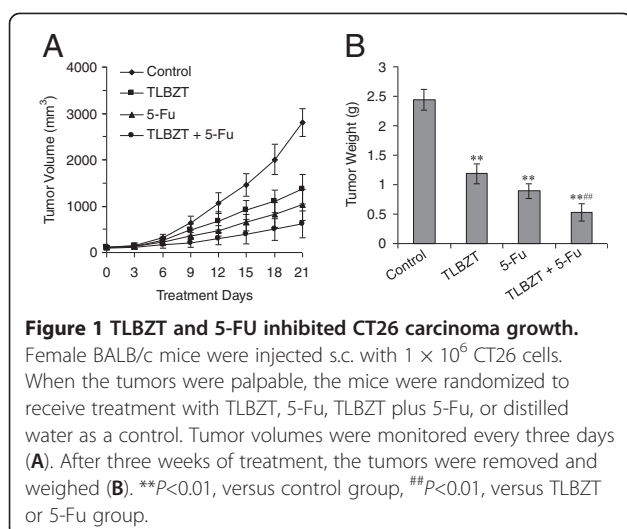 A
B
Tumor Volume (mm³)
4000
3000
2000
1000
0
Control
TLBZT
5-Fu
TLBZT + 5-Fu
0 3 6 9 12 15 18 21
Treatment Days
Tumor Weight (g)
3
2.5
2
1.5
1
0.5
0
**
**
**##
Control
TLBZT
5-Fu
TLBZT + 5-Fu
Figure 1 TLBZT and 5-FU inhibited CT26 carcinoma growth.
Female BALB/c mice were injected s.c. with 1 × 10⁶ CT26 cells.
When the tumors were palpable, the mice were randomized to
receive treatment with TLBZT, 5-Fu, TLBZT plus 5-Fu, or distilled
water as a control. Tumor volumes were monitored every three days
(A). After three weeks of treatment, the tumors were removed and
weighed (B). **P<0.01, versus control group, ##P<0.01, versus TLBZT
or 5-Fu group.